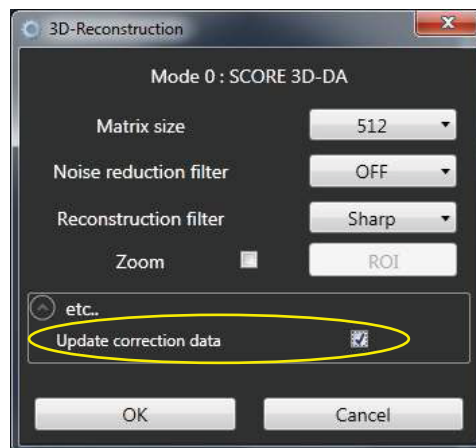 3D-Reconstruction
Mode 0 : SCORE 3D-DA
Matrix size 512
Noise reduction filter OFF
Reconstruction filter Sharp
Zoom ROI
etc..
Update correction data
OK Cancel